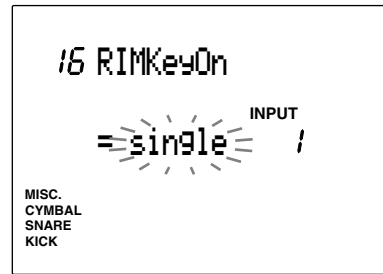 16 RIMKeyOn
INPUT
= single 1
MISC.
CYMBAL
SNARE
KICK